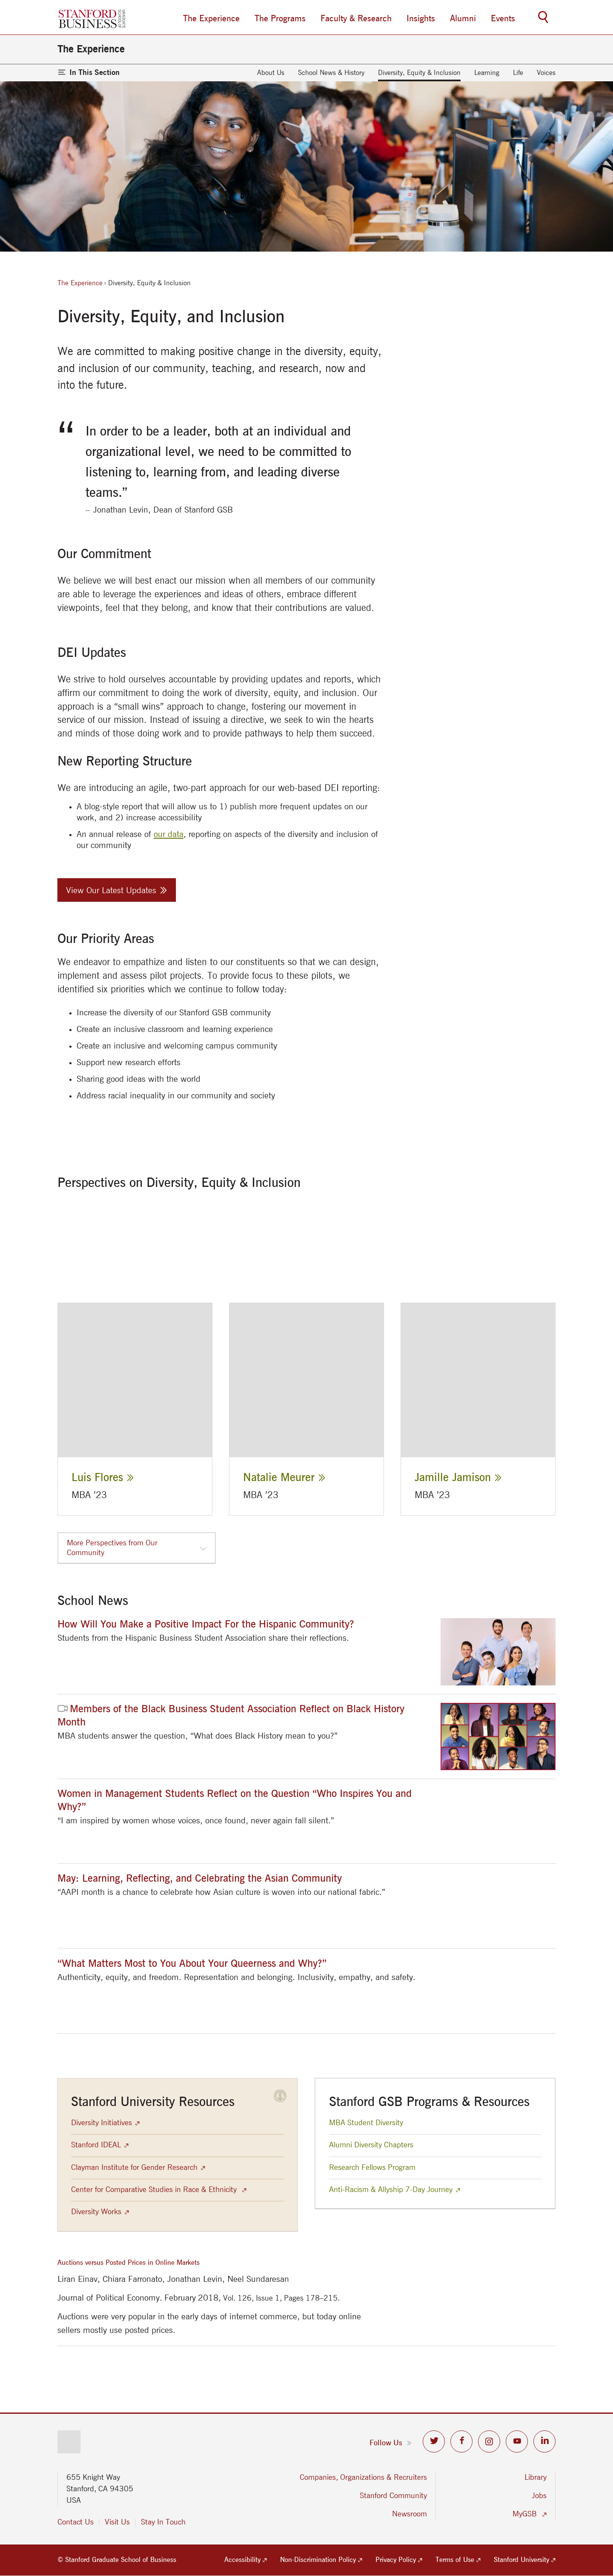 STANFORD
BUSINESS
The Experience
The Programs
Faculty & Research
Insights
Alumni
Events
The Experience
In This Section
About Us
School News & History
Diversity, Equity & Inclusion
Learning
Life
Voices
The Experience › Diversity, Equity & Inclusion
Diversity, Equity, and Inclusion
We are committed to making positive change in the diversity, equity,
and inclusion of our community, teaching, and research, now and
into the future.
“ In order to be a leader, both at an individual and
organizational level, we need to be committed to
listening to, learning from, and leading diverse
teams.”
– Jonathan Levin, Dean of Stanford GSB
Our Commitment
We believe we will best enact our mission when all members of our community
are able to leverage the experiences and ideas of others, embrace different
viewpoints, feel that they belong, and know that their contributions are valued.
DEI Updates
We strive to hold ourselves accountable by providing updates and reports, which
affirm our commitment to doing the work of diversity, equity, and inclusion. Our
approach is a “small wins” approach to change, fostering our movement in
service of our mission. Instead of issuing a directive, we seek to win the hearts
and minds of those doing work and to provide pathways to help them succeed.
New Reporting Structure
We are introducing an agile, two-part approach for our web-based DEI reporting:
• A blog-style report that will allow us to 1) publish more frequent updates on our
work, and 2) increase accessibility
• An annual release of our data, reporting on aspects of the diversity and inclusion of
our community
View Our Latest Updates
Our Priority Areas
We endeavor to empathize and listen to our constituents so that we can design,
implement and assess pilot projects. To provide focus to these pilots, we
identified six priorities which we continue to follow today:
• Increase the diversity of our Stanford GSB community
• Create an inclusive classroom and learning experience
• Create an inclusive and welcoming campus community
• Support new research efforts
• Sharing good ideas with the world
• Address racial inequality in our community and society
Perspectives on Diversity, Equity & Inclusion
Luis Flores
MBA ’23
Natalie Meurer
MBA ’23
Jamille Jamison
MBA ’23
More Perspectives from Our
Community
School News
How Will You Make a Positive Impact For the Hispanic Community?
Students from the Hispanic Business Student Association share their reflections.
Members of the Black Business Student Association Reflect on Black History
Month
MBA students answer the question, “What does Black History mean to you?”
Women in Management Students Reflect on the Question “Who Inspires You and
Why?”
“I am inspired by women whose voices, once found, never again fall silent.”
May: Learning, Reflecting, and Celebrating the Asian Community
“AAPI month is a chance to celebrate how Asian culture is woven into our national fabric.”
“What Matters Most to You About Your Queerness and Why?”
Authenticity, equity, and freedom. Representation and belonging. Inclusivity, empathy, and safety.
Stanford University Resources
Diversity Initiatives
Stanford IDEAL
Clayman Institute for Gender Research
Center for Comparative Studies in Race & Ethnicity
Diversity Works
Stanford GSB Programs & Resources
MBA Student Diversity
Alumni Diversity Chapters
Research Fellows Program
Anti-Racism & Allyship 7-Day Journey
Auctions versus Posted Prices in Online Markets
Liran Einav, Chiara Farronato, Jonathan Levin, Neel Sundaresan
Journal of Political Economy. February 2018, Vol. 126, Issue 1, Pages 178–215.
Auctions were very popular in the early days of internet commerce, but today online
sellers mostly use posted prices.
Follow Us
655 Knight Way
Stanford, CA 94305
USA
Contact Us
Visit Us
Stay In Touch
Companies, Organizations & Recruiters
Stanford Community
Newsroom
Library
Jobs
MyGSB
© Stanford Graduate School of Business
Accessibility
Non-Discrimination Policy
Privacy Policy
Terms of Use
Stanford University